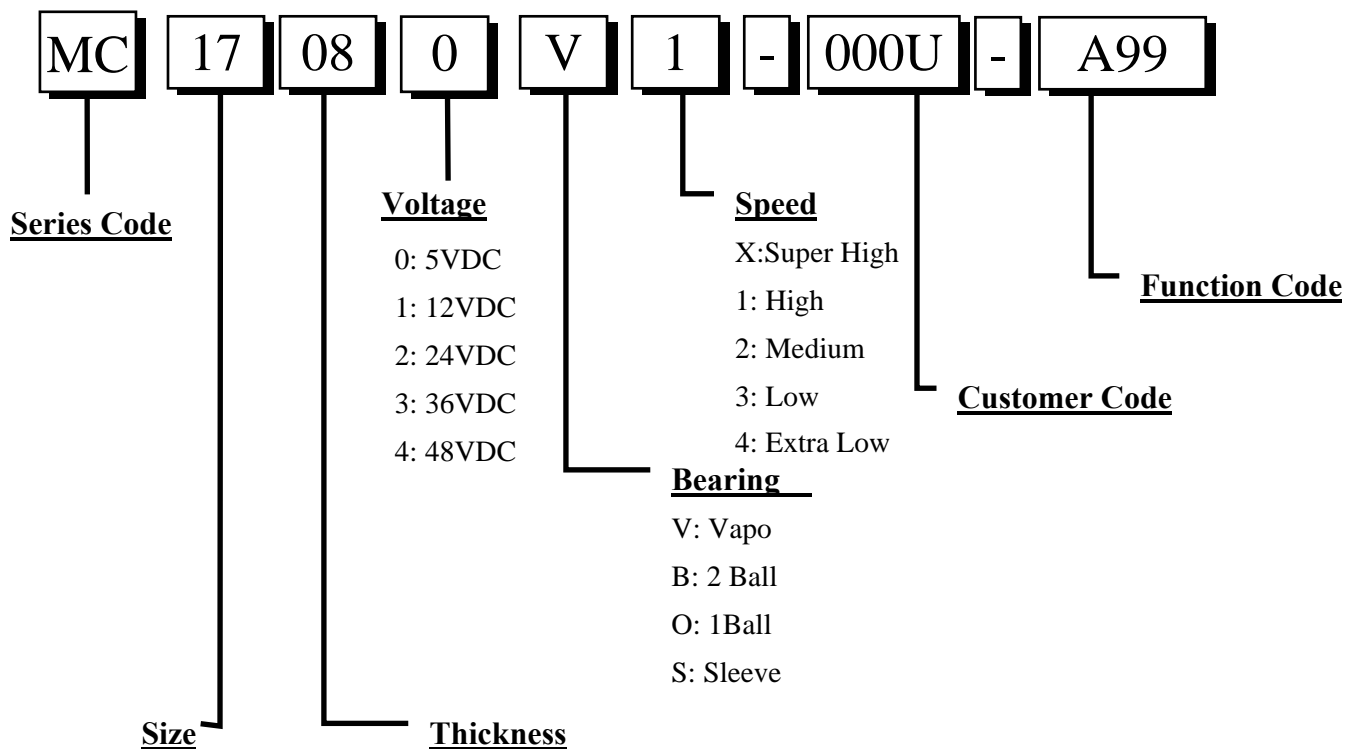 MC 17 08 0 V 1 - 000U - A99
Series Code
Voltage
0: 5VDC
1: 12VDC
2: 24VDC
3: 36VDC
4: 48VDC
Speed
X:Super High
1: High
2: Medium
3: Low
4: Extra Low
Function Code
Customer Code
Bearing
V: Vapo
B: 2 Ball
O: 1Ball
S: Sleeve
Size
Thickness